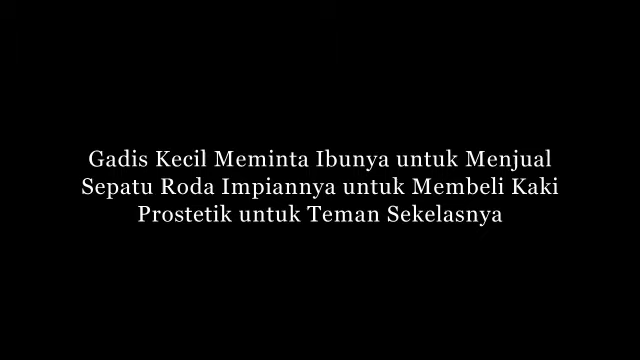 Gadis Kecil Meminta Ibunya untuk Menjual
Sepatu Roda Impiannya untuk Membeli Kaki
Prostetik untuk Teman Sekelasnya